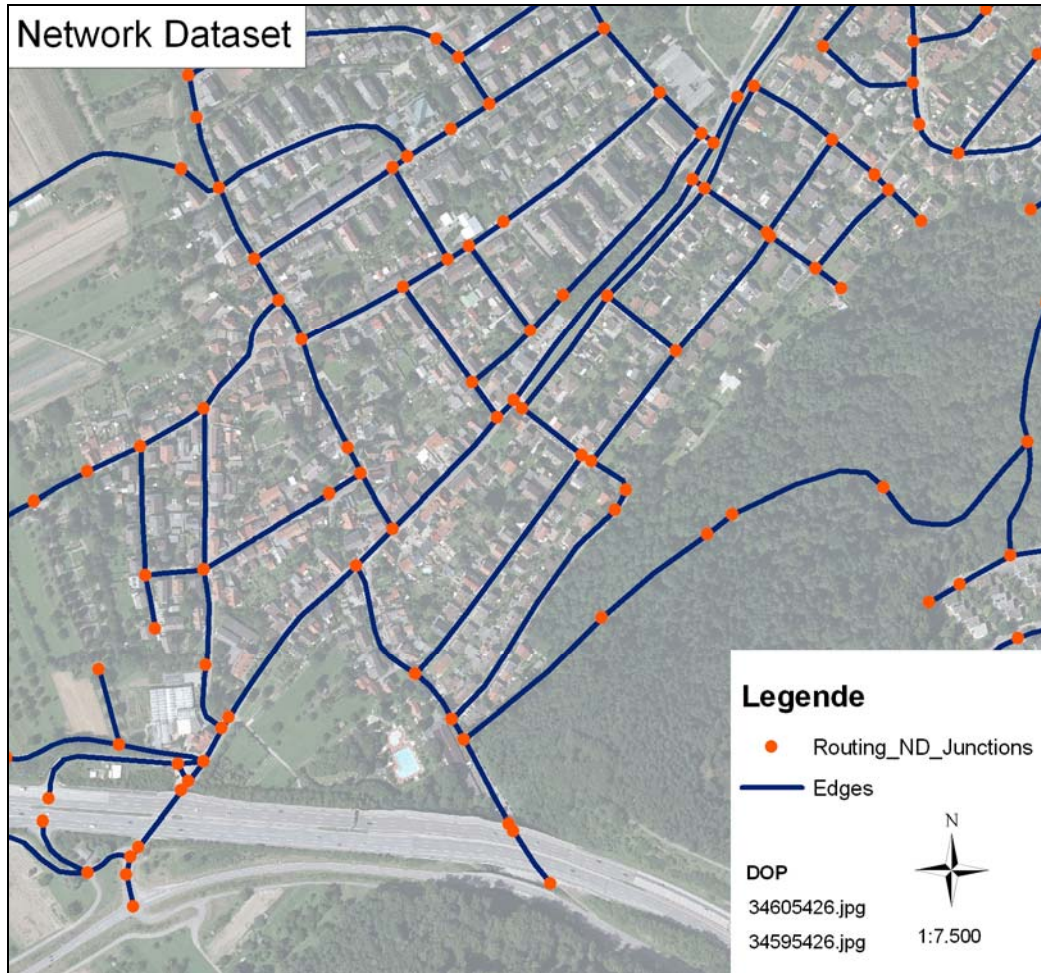 Network Dataset
Legende
Routing_ND_Junctions
Edges
N
DOP
34605426.jpg
34595426.jpg
1:7.500